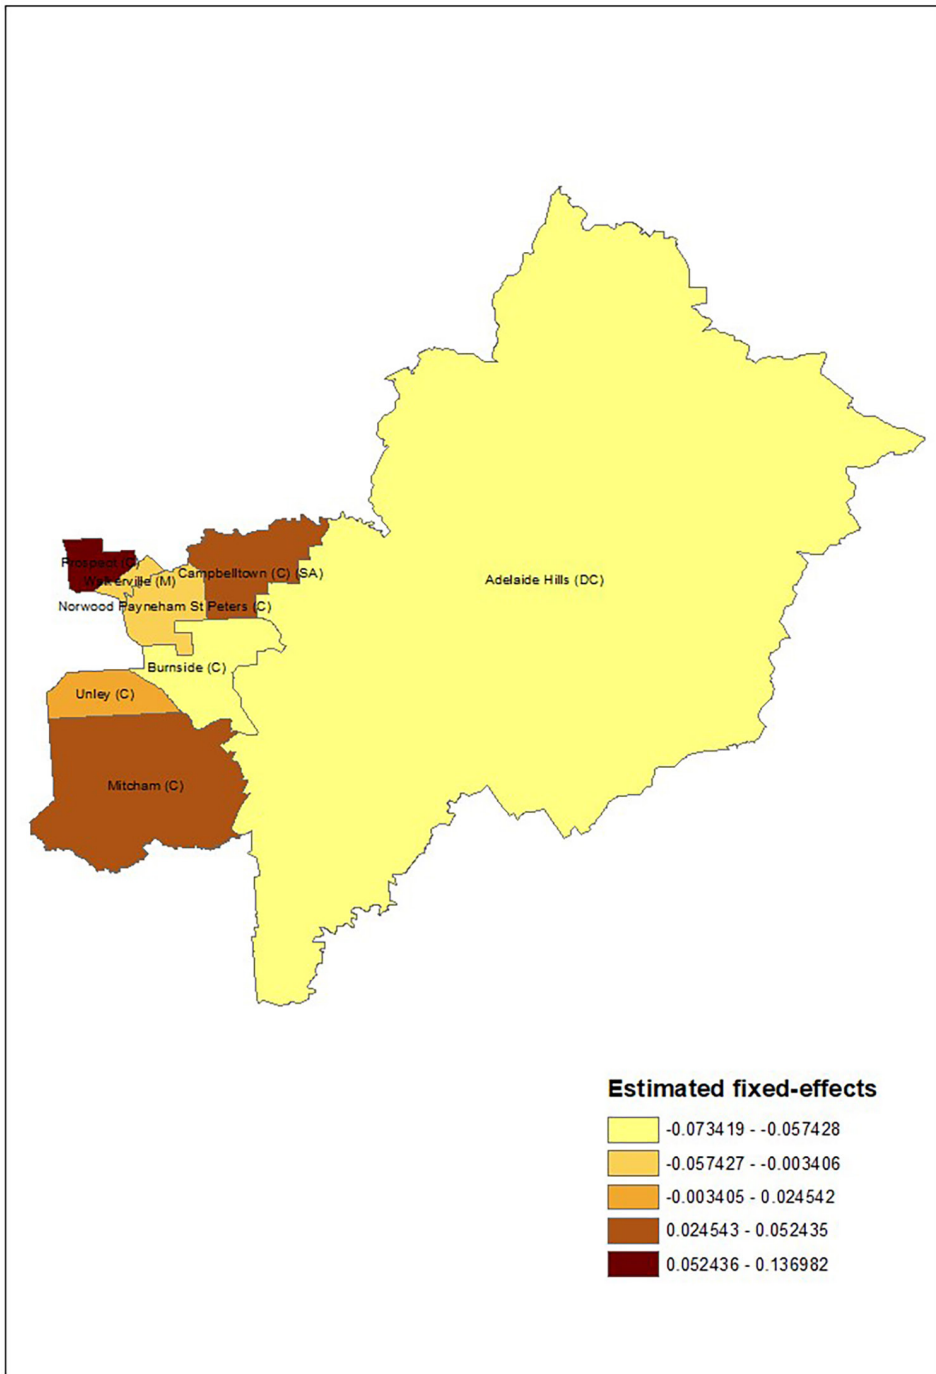 Prospect (C)
Walkerville (M)
Campbelltown (C) (SA)
Adelaide Hills (DC)
Norwood Payneham St Peters (C)
Burnside (C)
Unley (C)
Mitcham (C)
Estimated fixed-effects
-0.073419 - -0.057428
-0.057427 - -0.003406
-0.003405 - 0.024542
0.024543 - 0.052435
0.052436 - 0.136982